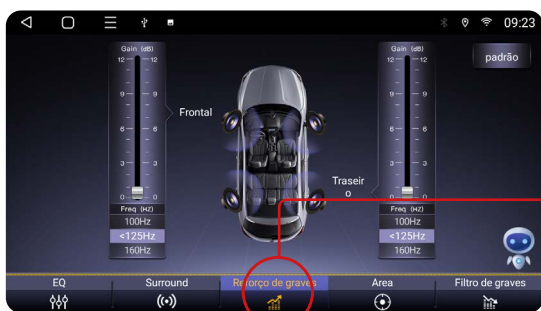 09:23
Gain (dB)
12 12
9 9
6 6
3 3
0 0
Freq (HZ)
100Hz
<125Hz
160Hz
Frontal
Traseir
o
Gain (dB)
12 12
9 9
6 6
3 3
0 0
Freq (HZ)
100Hz
<125Hz
160Hz
padrão
EQ
Surround
Reforço de graves
Area
Filtro de graves